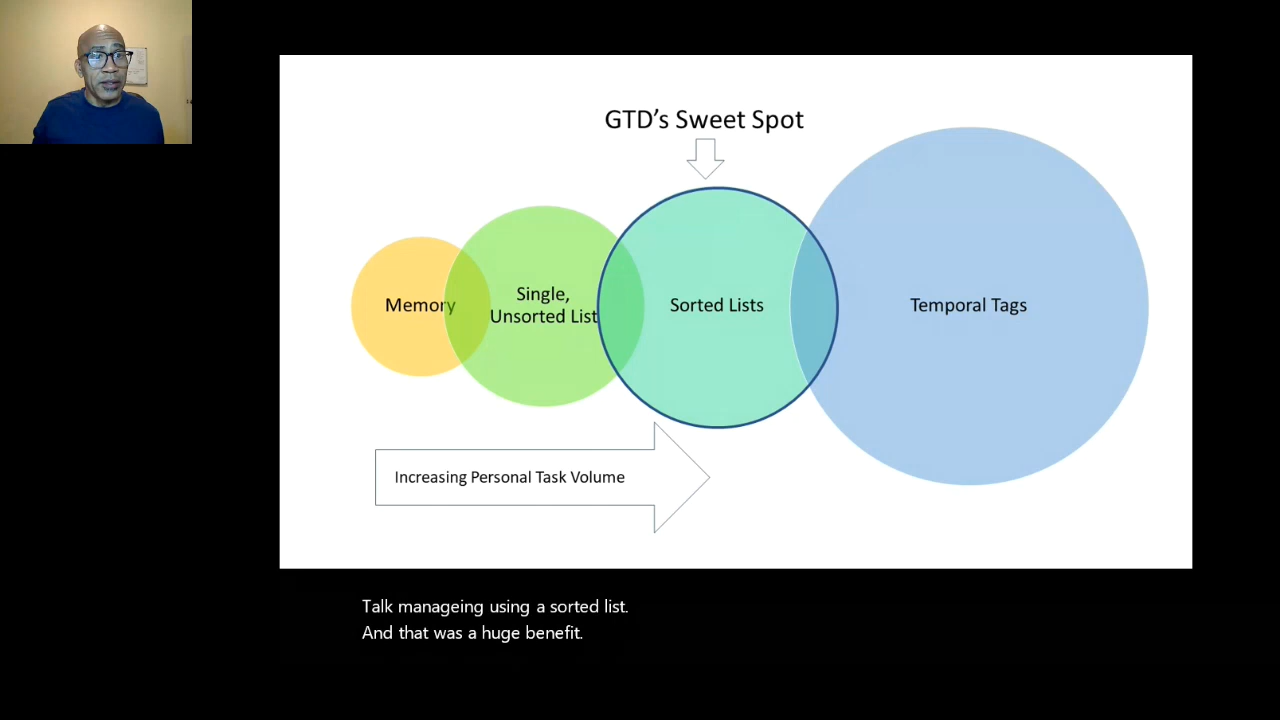 GTD’s Sweet Spot
Memory
Single,
Unsorted List
Sorted Lists
Temporal Tags
Increasing Personal Task Volume
Talk manageing using a sorted list.
And that was a huge benefit.